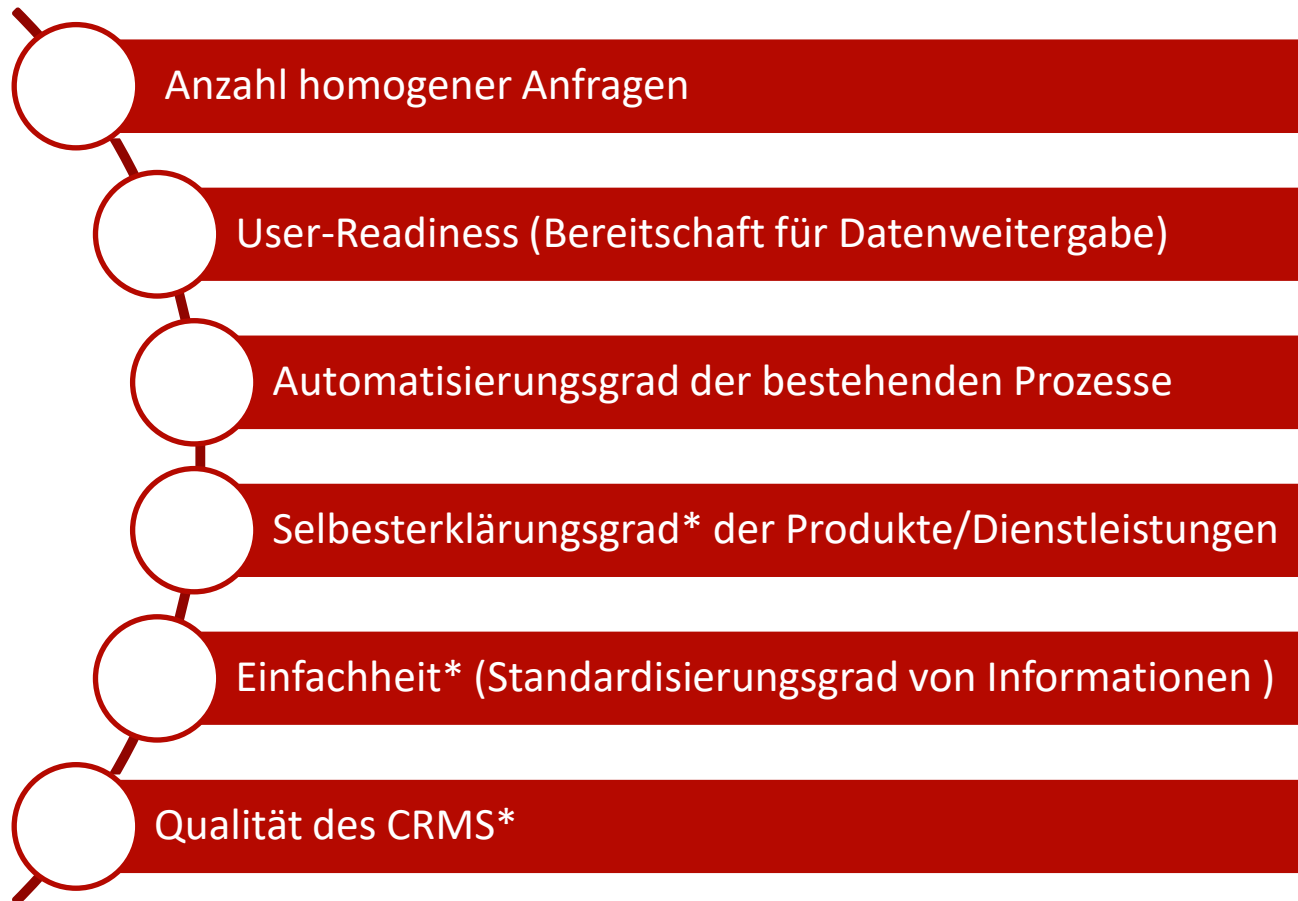 Anzahl homogener Anfragen
User-Readiness (Bereitschaft für Datenweitergabe)
Automatisierungsgrad der bestehenden Prozesse
Selbesterklärungsgrad* der Produkte/Dienstleistungen
Einfachheit* (Standardisierungsgrad von Informationen )
Qualität des CRMS*